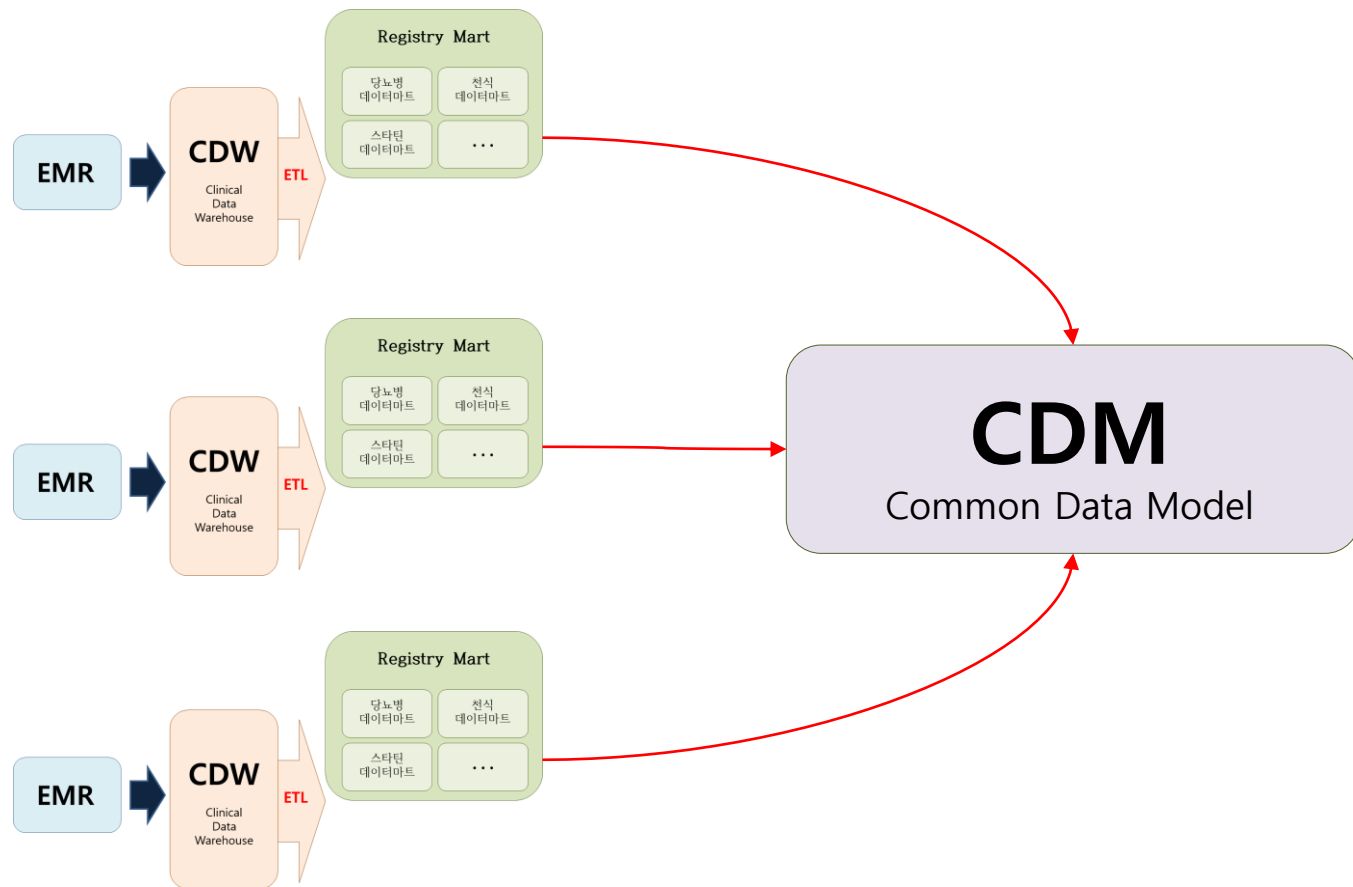 Registry Mart
당뇨병
데이터마트
천식
데이터마트
스타틴
데이터마트
...
EMR
CDW
Clinical
Data
Warehouse
ETL
Registry Mart
당뇨병
데이터마트
천식
데이터마트
스타틴
데이터마트
...
EMR
CDW
Clinical
Data
Warehouse
ETL
CDM
Common Data Model
Registry Mart
당뇨병
데이터마트
천식
데이터마트
스타틴
데이터마트
...
EMR
CDW
Clinical
Data
Warehouse
ETL